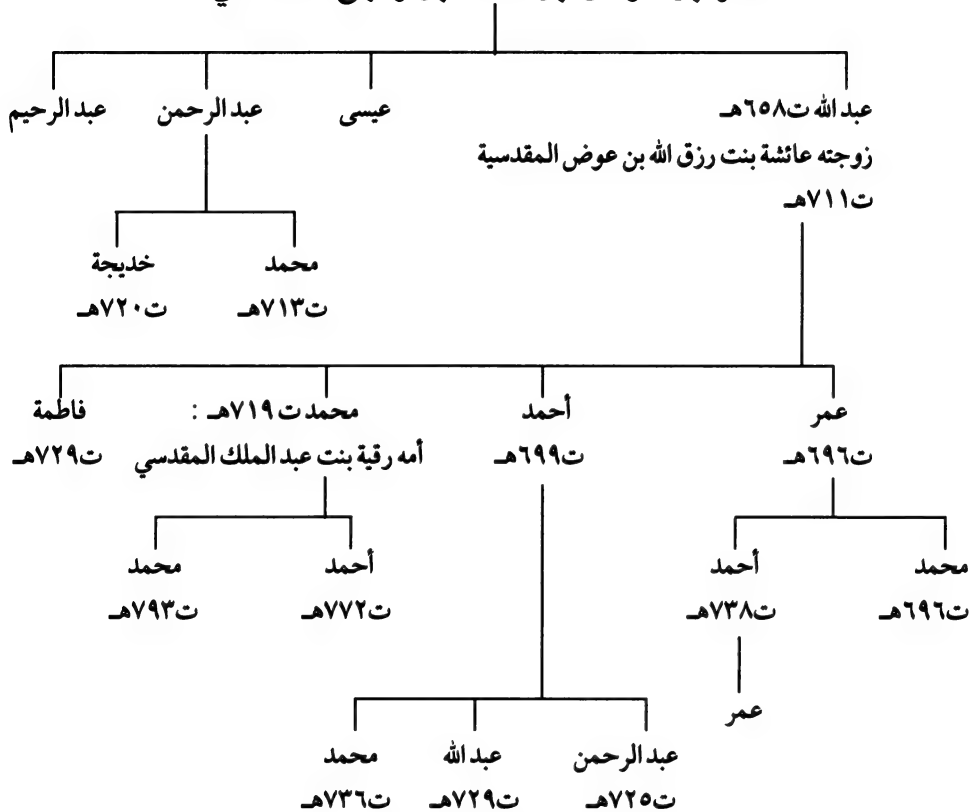 عبد الله ت٦٥٨هـ عيسى عبد الرحمن عبد الرحيم
زوجته عائشة بنت رزق الله بن عوض المقدسية
ت٧١١هـ
محمد خديجة
ت٧١٣هـ ت٧٢٠هـ
عمر أحمد محمد ت٧١٩هـ : فاطمة
ت٦٩٦هـ ت٦٩٩هـ أمه رقية بنت عبد الملك المقدسي ت٧٢٩هـ
محمد أحمد أحمد محمد
ت٦٩٦هـ ت٧٣٨هـ ت٧٧٢هـ ت٧٩٣هـ
عمر
عبد الرحمن عبد الله محمد
ت٧٢٥هـ ت٧٢٩هـ ت٧٣٦هـ